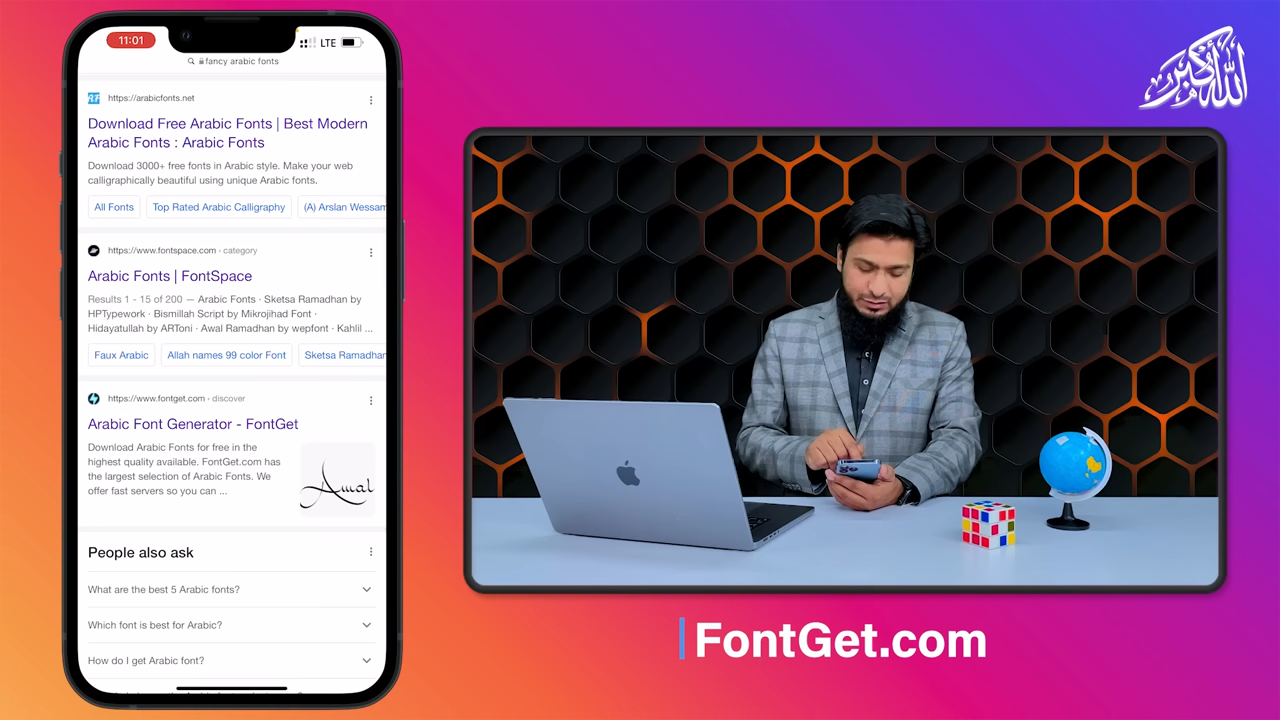 11:01
LTE
fancy arabic fonts
https://arabicfonts.net
Download Free Arabic Fonts | Best Modern
Arabic Fonts : Arabic Fonts
Download 3000+ free fonts in Arabic style. Make your web
calligraphically beautiful using unique Arabic fonts.
All Fonts
Top Rated Arabic Calligraphy
(A) Arslan Wessam
https://www.fontspace.com › category
Arabic Fonts | FontSpace
Results 1 - 15 of 200 — Arabic Fonts · Sketsa Ramadhan by
HPTypework · Bismillah Script by Mikrojihad Font ·
Hidayatullah by ARToni · Awal Ramadhan by wepfont · Kahlil ...
Faux Arabic
Allah names 99 color Font
Sketsa Ramadhan
https://www.fontget.com › discover
Arabic Font Generator - FontGet
Download Arabic Fonts for free in the
highest quality available. FontGet.com has
the largest selection of Arabic Fonts. We
offer fast servers so you can ...
Amal
People also ask
What are the best 5 Arabic fonts?
Which font is best for Arabic?
How do I get Arabic font?
الله أكبر
FontGet.com